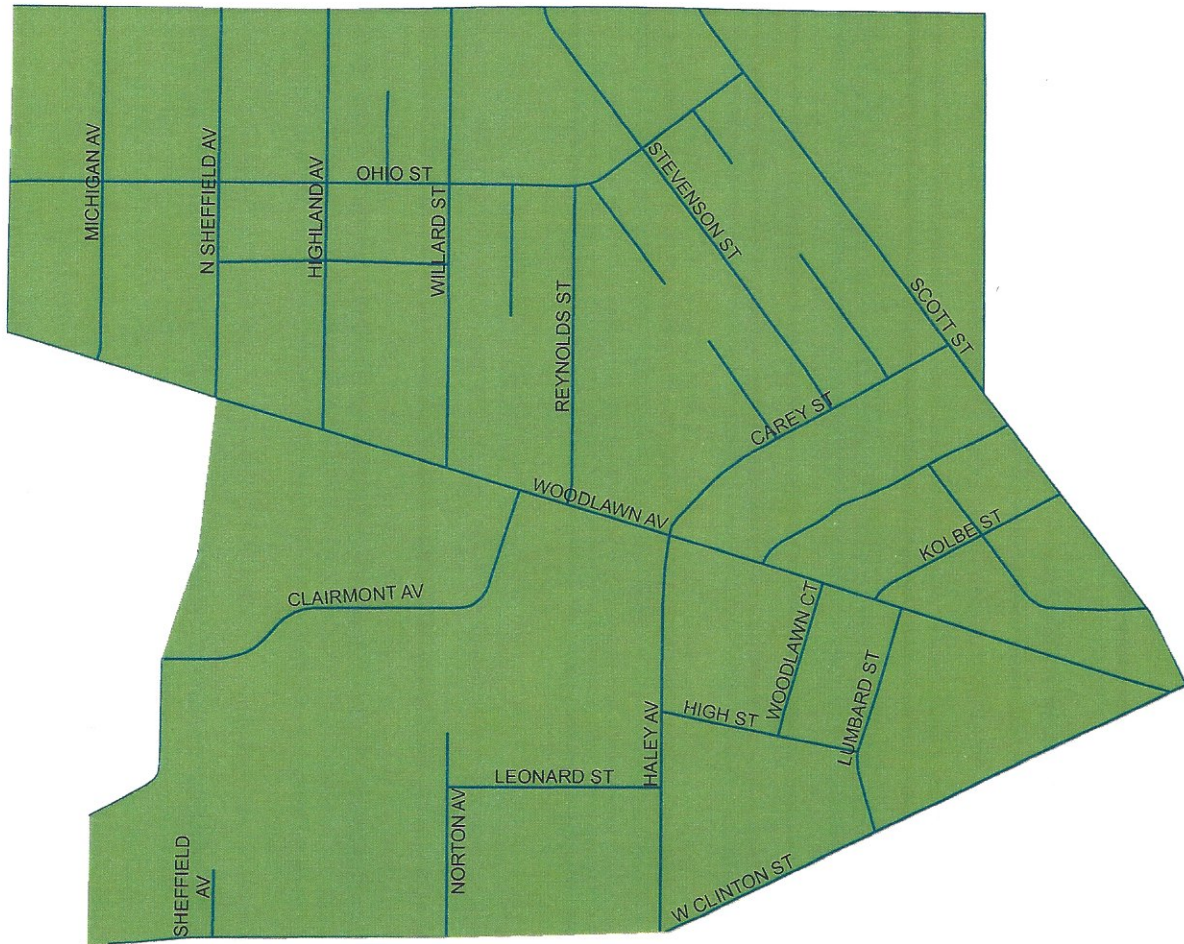 MICHIGAN AV
N SHEFFIELD AV
HIGHLAND AV
OHIO ST
WILLARD ST
STEVENSON ST
REYNOLDS ST
SCOTT ST
CAREY ST
WOODLAWN AV
KOLBE ST
CLAIRMONT AV
WOODLAWN CT
LUMBARD ST
HIGH ST
HALEY AV
LEONARD ST
NORTON AV
SHEFFIELD
AV
W CLINTON ST